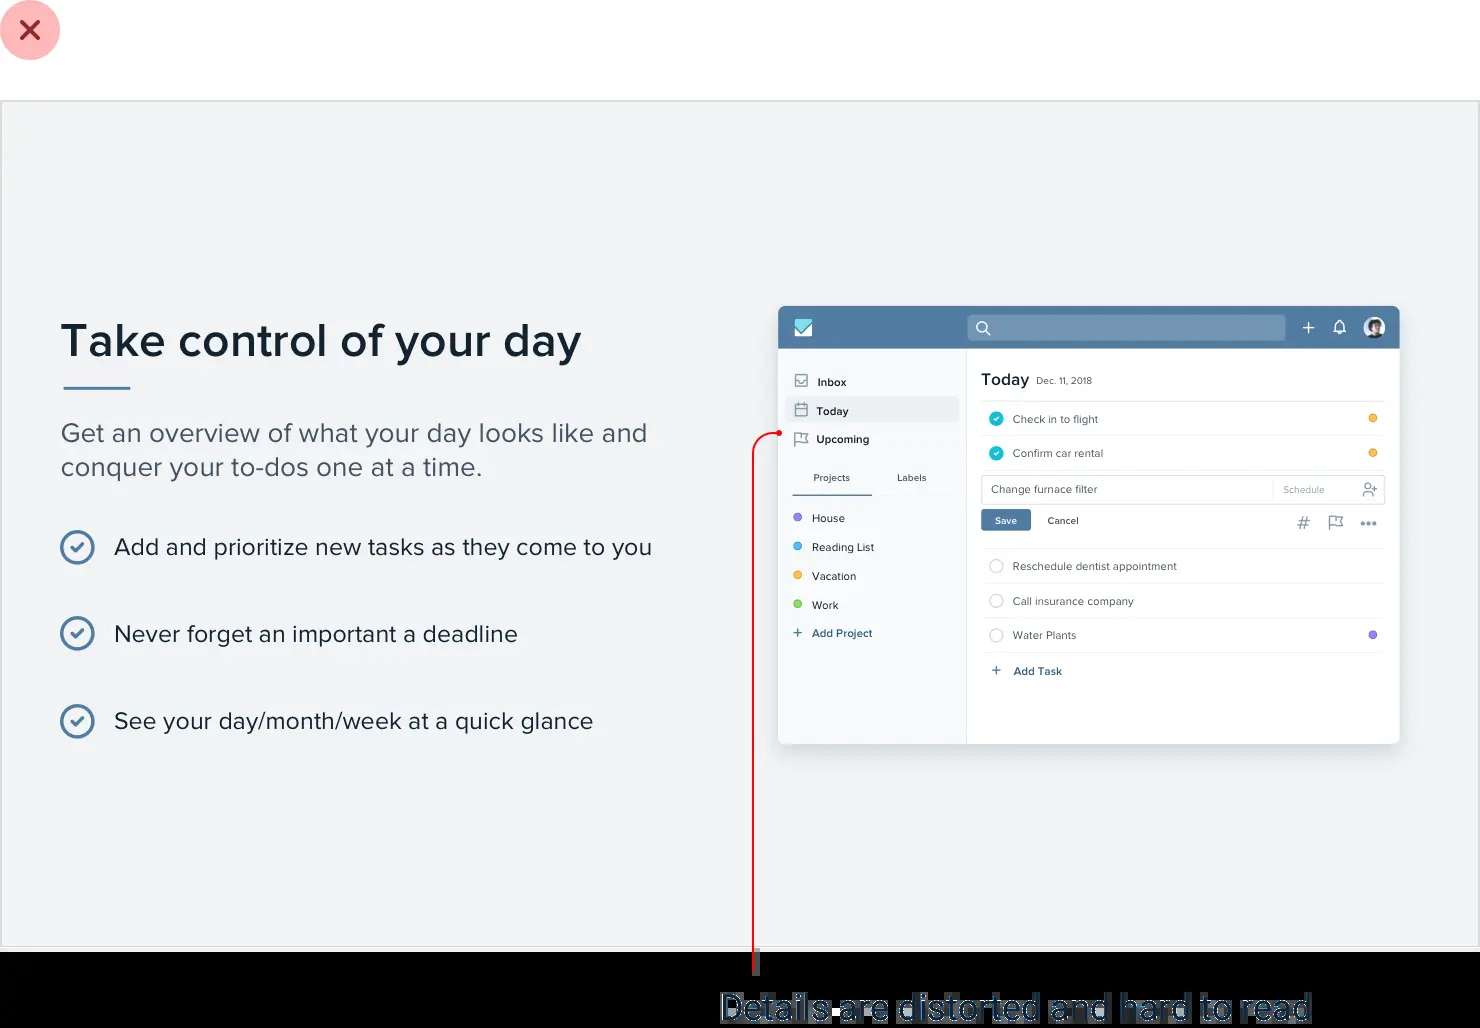 Take control of your day
Get an overview of what your day looks like and
conquer your to-dos one at a time.
Add and prioritize new tasks as they come to you
Never forget an important a deadline
See your day/month/week at a quick glance
Inbox
Today
Upcoming
Projects Labels
House
Reading List
Vacation
Work
+ Add Project
Today Dec. 11, 2018
Check in to flight
Confirm car rental
Change furnace filter Schedule
Save Cancel
Reschedule dentist appointment
Call insurance company
Water Plants
+ Add Task
Details are distorted and hard to read